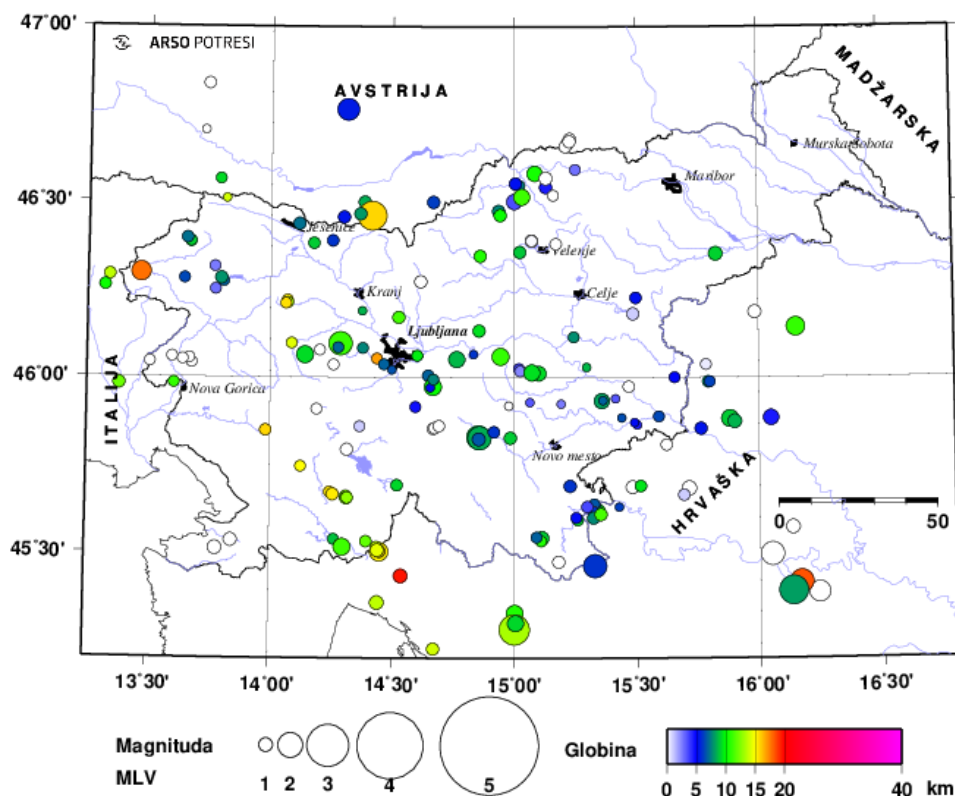 47°00'
ARSO POTRESI
AVSTRIJA
MADŽARSKA
Murska Sobota
Maribor
46°30'
Jesenice
Velenje
Kranj
Celje
Ljubljana
46°00'
Nova Gorica
ITALIJA
Novo mesto
HRVAŠKA
0 50
45°30'
13°30' 14°00' 14°30' 15°00' 15°30' 16°00' 16°30'
Magnituda
MLV
1 2 3 4 5
Globina
0 5 10 15 20 40 km